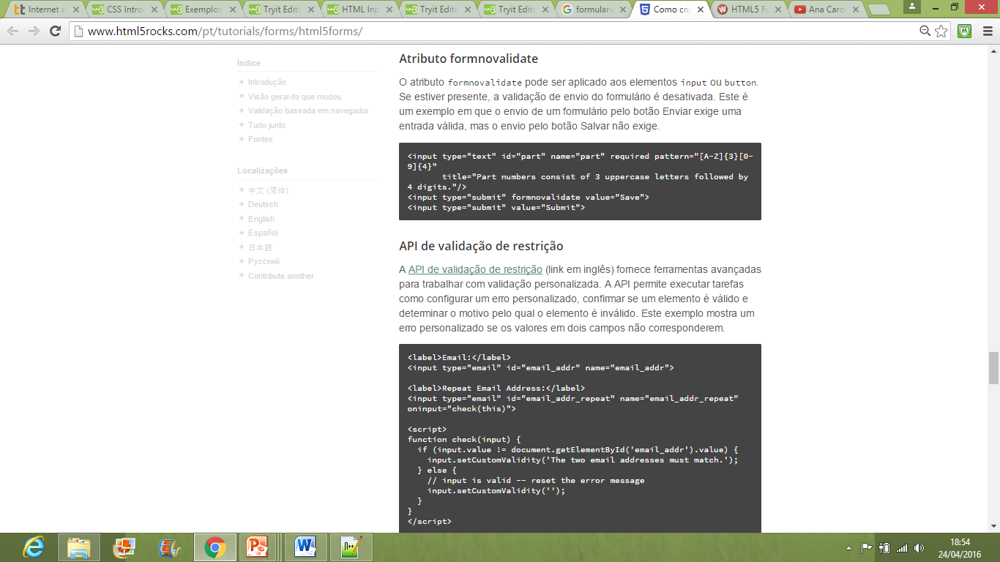 Internet c
CSS Introd
Exemplos
Tryit Edito
HTML Inp
Tryit Edito
Tryit Edito
formulario
Como cria
HTML5 Fo
Ana Carol
www.html5rocks.com/pt/tutorials/forms/html5forms/
Índice
Introdução
Visão geral do que mudou
Validação baseada em navegador
Tudo junto
Fontes
Localizações
中文 (简体)
Deutsch
English
Español
日本語
Русский
Contribute another
Atributo formnovalidate
O atributo formnovalidate pode ser aplicado aos elementos input ou button.
Se estiver presente, a validação de envio do formulário é desativada. Este é
um exemplo em que o envio de um formulário pelo botão Enviar exige uma
entrada válida, mas o envio pelo botão Salvar não exige.
<input type="text" id="part" name="part" required pattern="[A-Z]{3}[0-
9]{4}"
title="Part numbers consist of 3 uppercase letters followed by
4 digits."/>
<input type="submit" formnovalidate value="Save">
<input type="submit" value="Submit">
API de validação de restrição
A API de validação de restrição (link em inglês) fornece ferramentas avançadas
para trabalhar com validação personalizada. A API permite executar tarefas
como configurar um erro personalizado, confirmar se um elemento é válido e
determinar o motivo pelo qual o elemento é inválido. Este exemplo mostra um
erro personalizado se os valores em dois campos não corresponderem.
<label>Email:</label>
<input type="email" id="email_addr" name="email_addr">
<label>Repeat Email Address:</label>
<input type="email" id="email_addr_repeat" name="email_addr_repeat"
oninput="check(this)">
<script>
function check(input) {
if (input.value != document.getElementById('email_addr').value) {
input.setCustomValidity('The two email addresses must match.');
} else {
// input is valid -- reset the error message
input.setCustomValidity('');
}
}
</script>
18:54
24/04/2016